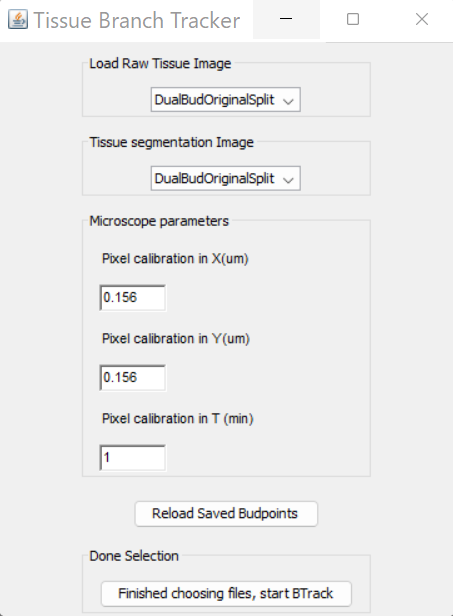 Tissue Branch Tracker
Load Raw Tissue Image
DualBudOriginalSplit
Tissue segmentation Image
DualBudOriginalSplit
Microscope parameters
Pixel calibration in X(um)
0.156
Pixel calibration in Y(um)
0.156
Pixel calibration in T (min)
1
Reload Saved Budpoints
Done Selection
Finished choosing files, start BTrack